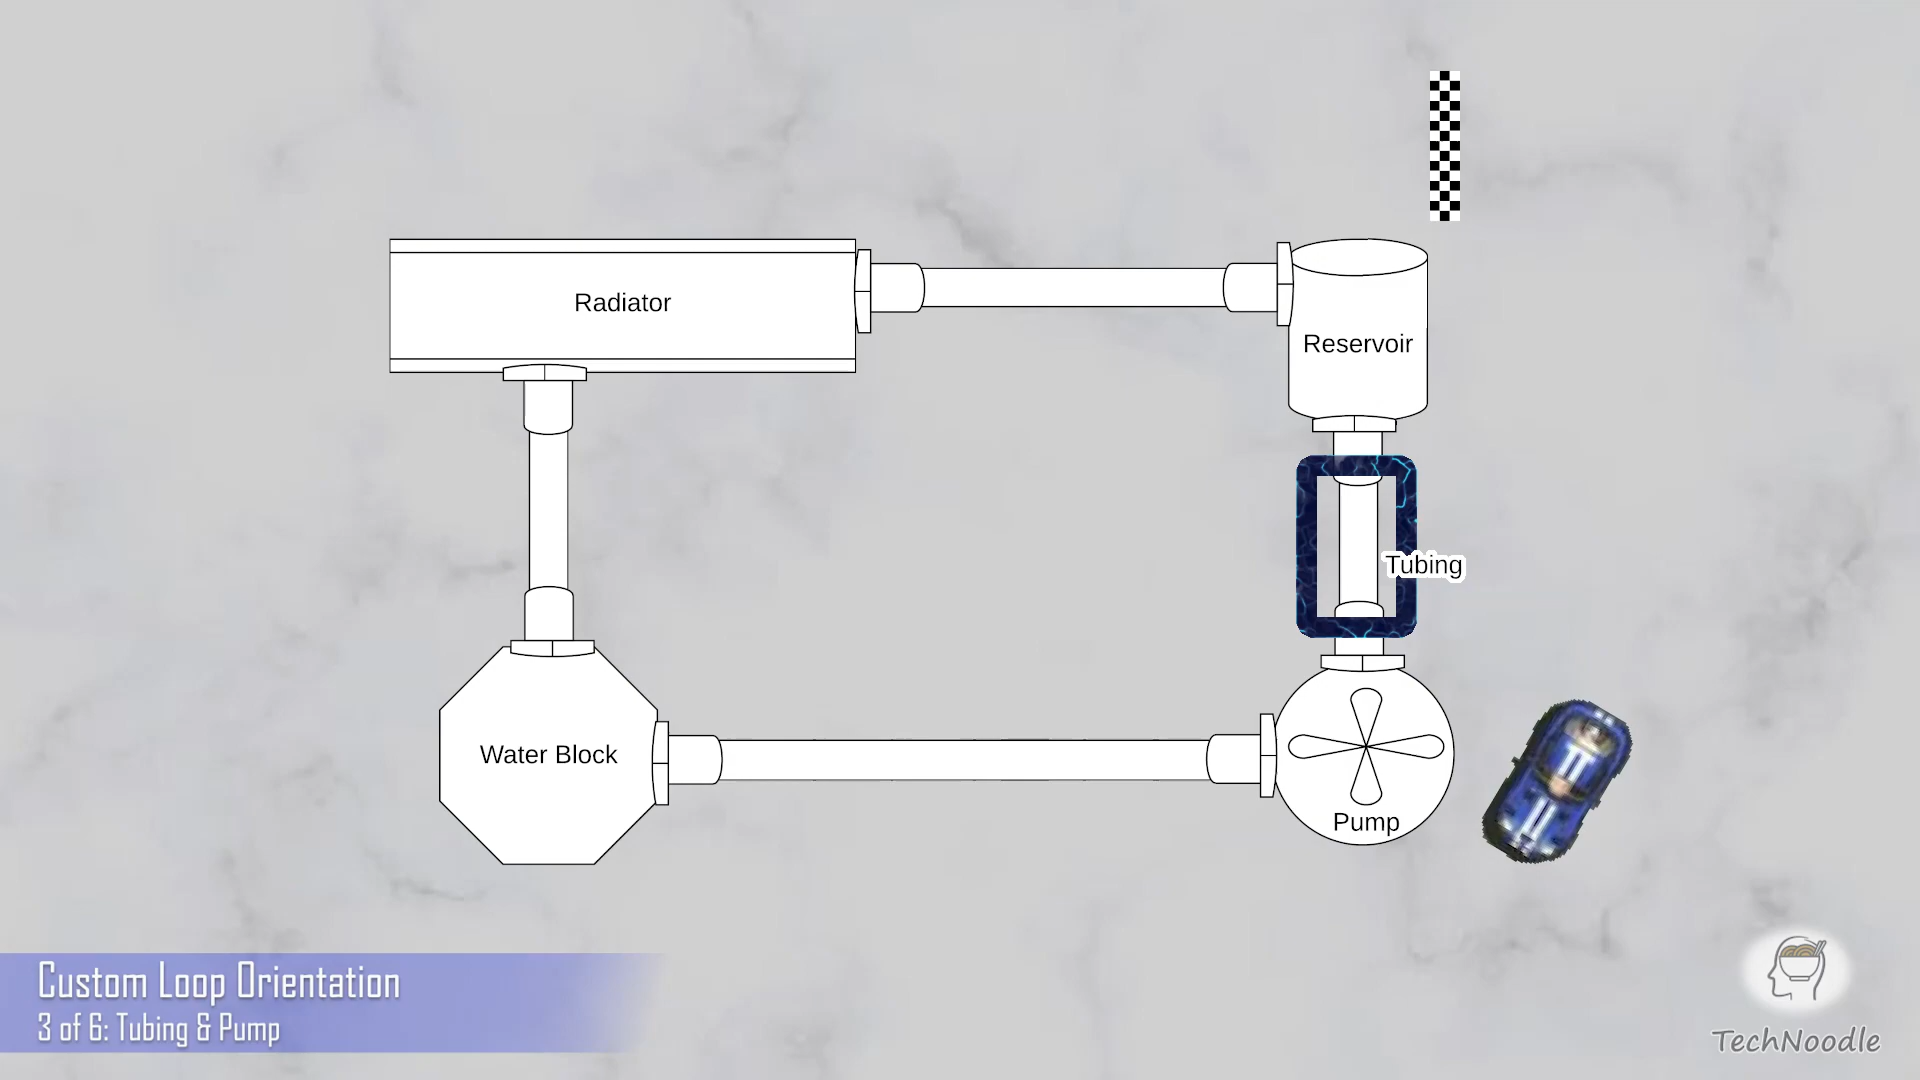 Radiator
Reservoir
Tubing
Water Block
Pump
Custom Loop Orientation
3 of 6: Tubing & Pump
TechNoodle